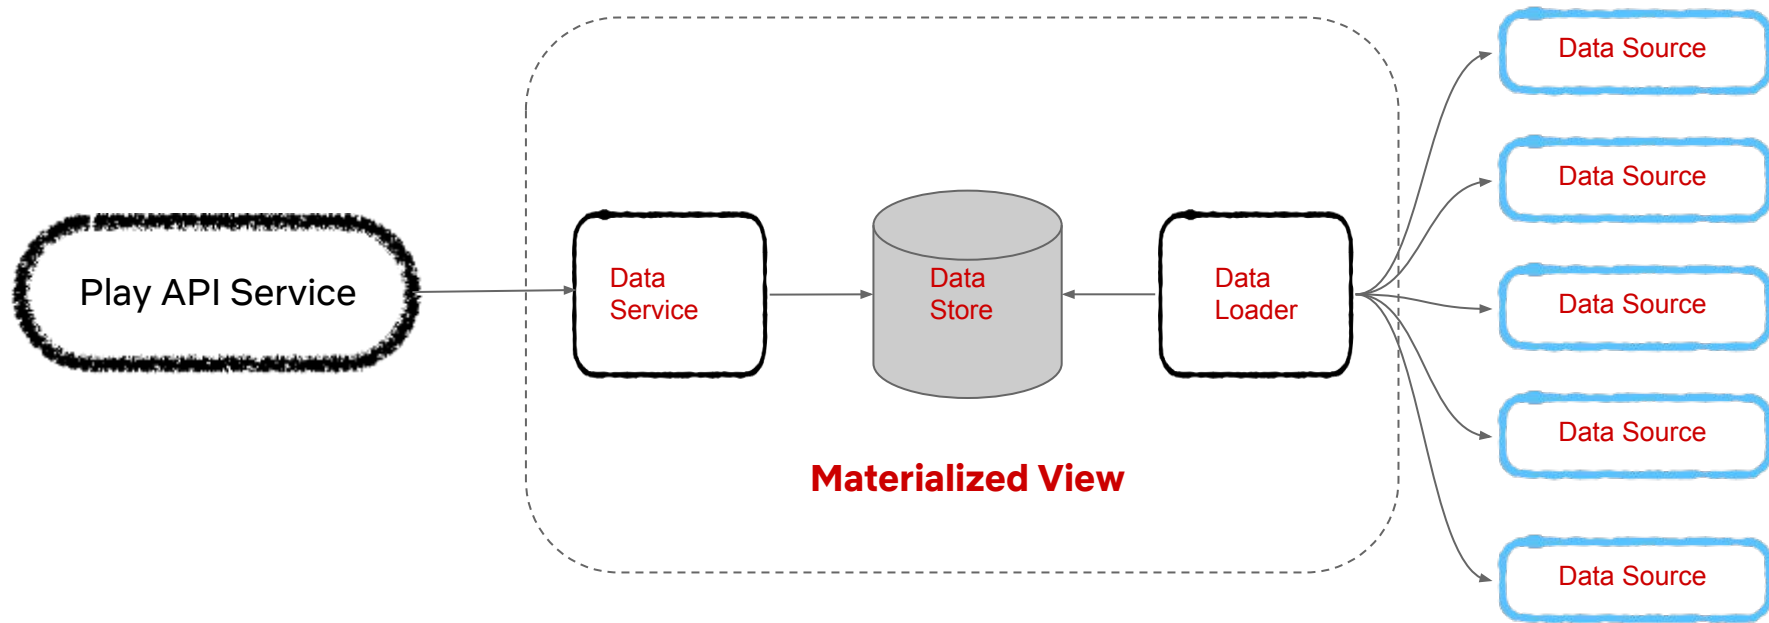 Play API Service
Data
Service
Data
Store
Data
Loader
Materialized View
Data Source
Data Source
Data Source
Data Source
Data Source